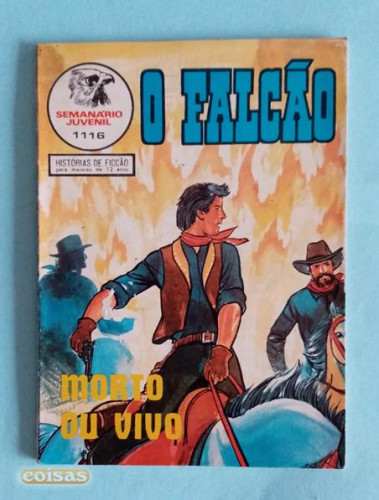 SEMANÁRIO
JUVENIL
1116
O FALCÃO
HISTÓRIAS DE FICÇÃO
para maiores de 12 anos
MORTO
OU VIVO
coisas